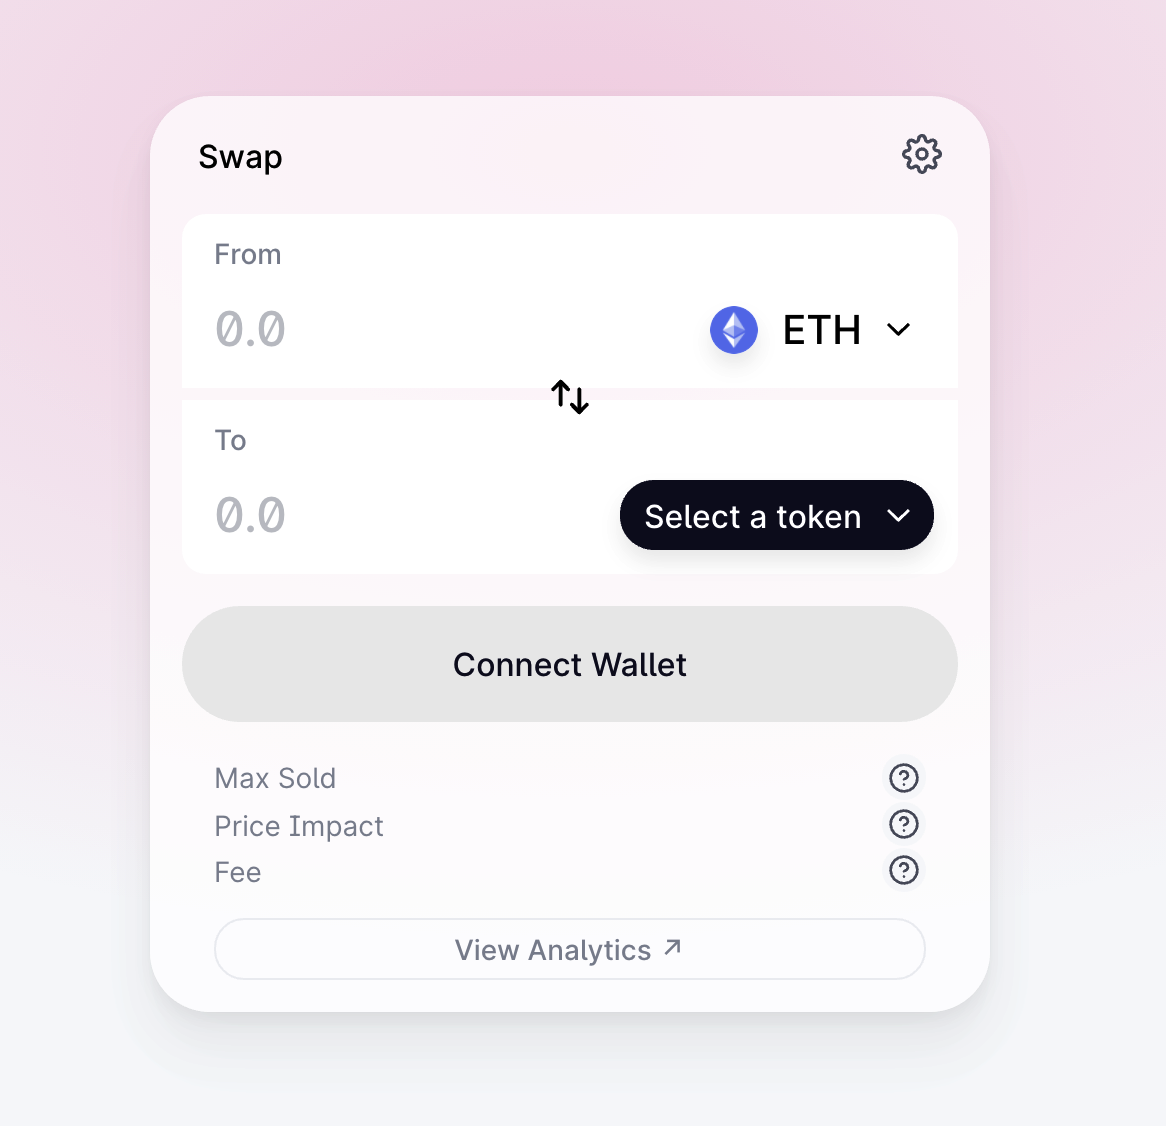 Swap
From
0.0
ETH
To
0.0
Select a token
Connect Wallet
Max Sold
?
Price Impact
?
Fee
?
View Analytics ↗